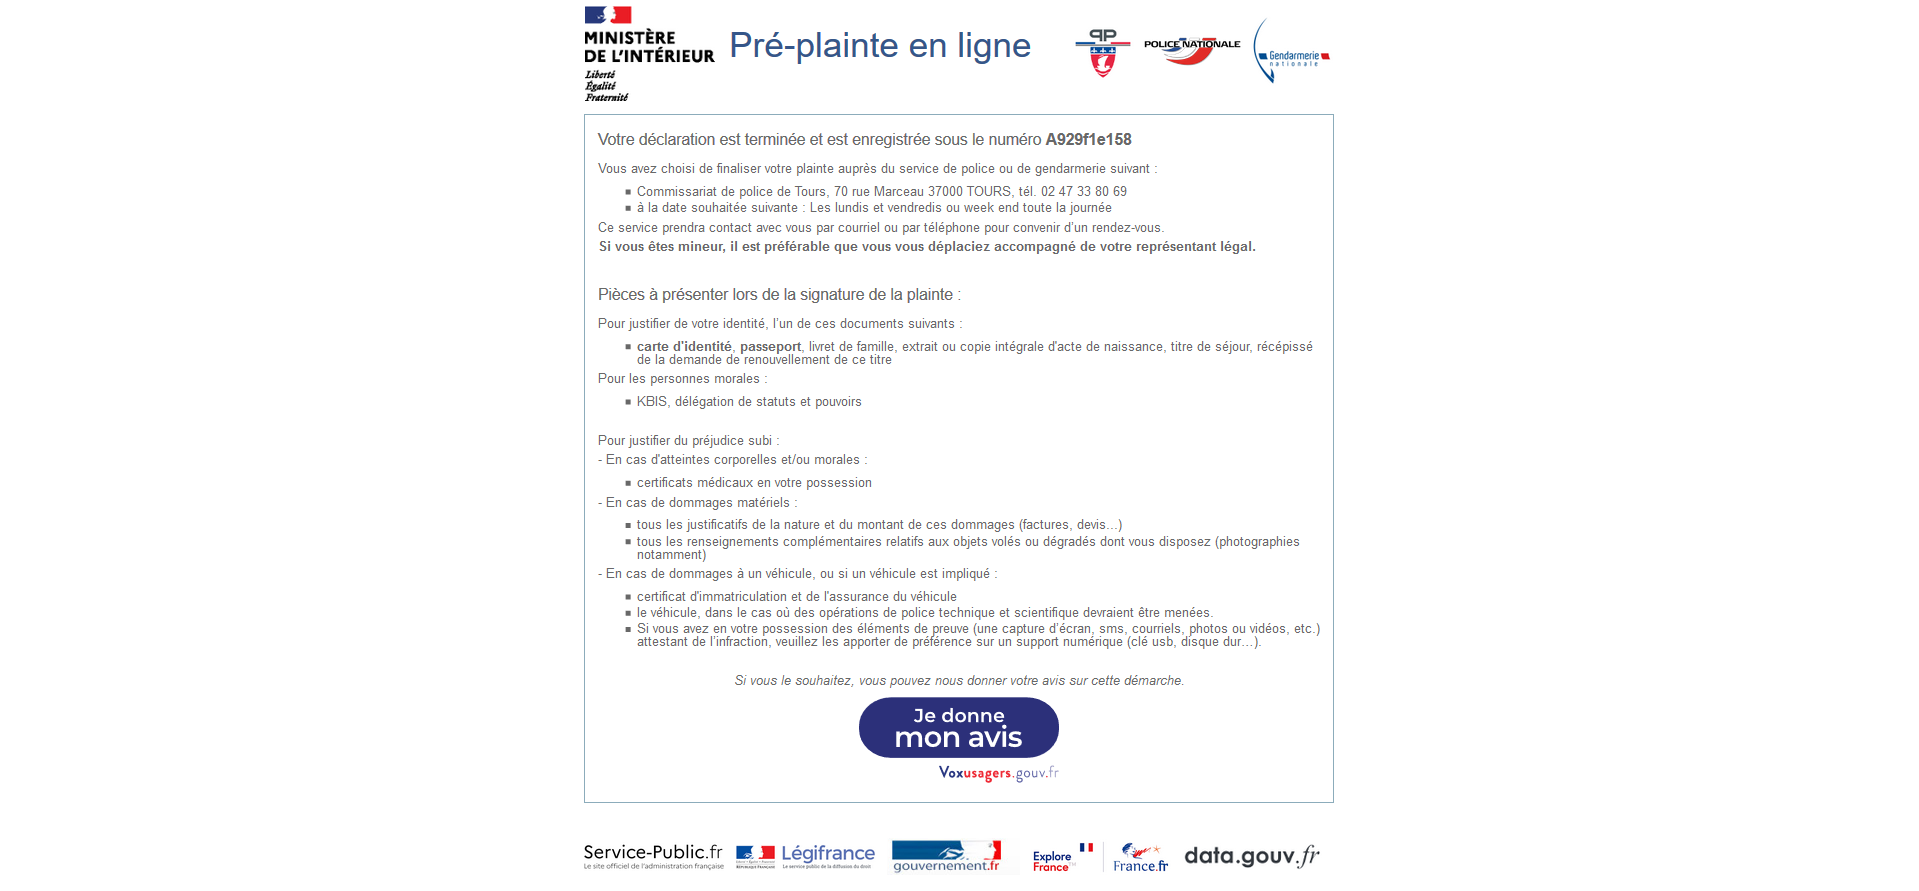 MINISTÈRE
DE L'INTÉRIEUR
Liberté
Égalité
Fraternité
Pré-plainte en ligne
PP
POLICE NATIONALE
Gendarmerie
nationale
Votre déclaration est terminée et est enregistrée sous le numéro A929f1e158
Vous avez choisi de finaliser votre plainte auprès du service de police ou de gendarmerie suivant :
Commissariat de police de Tours, 70 rue Marceau 37000 TOURS, tél. 02 47 33 80 69
à la date souhaitée suivante : Les lundis et vendredis ou week end toute la journée
Ce service prendra contact avec vous par courriel ou par téléphone pour convenir d’un rendez-vous.
Si vous êtes mineur, il est préférable que vous vous déplaciez accompagné de votre représentant légal.
Pièces à présenter lors de la signature de la plainte :
Pour justifier de votre identité, l’un de ces documents suivants :
carte d'identité, passeport, livret de famille, extrait ou copie intégrale d'acte de naissance, titre de séjour, récépissé
de la demande de renouvellement de ce titre
Pour les personnes morales :
KBIS, délégation de statuts et pouvoirs
Pour justifier du préjudice subi :
- En cas d'atteintes corporelles et/ou morales :
certificats médicaux en votre possession
- En cas de dommages matériels :
tous les justificatifs de la nature et du montant de ces dommages (factures, devis...)
tous les renseignements complémentaires relatifs aux objets volés ou dégradés dont vous disposez (photographies
notamment)
- En cas de dommages à un véhicule, ou si un véhicule est impliqué :
certificat d'immatriculation et de l'assurance du véhicule
le véhicule, dans le cas où des opérations de police technique et scientifique devraient être menées.
Si vous avez en votre possession des éléments de preuve (une capture d’écran, sms, courriels, photos ou vidéos, etc.)
attestant de l’infraction, veuillez les apporter de préférence sur un support numérique (clé usb, disque dur…).
Si vous le souhaitez, vous pouvez nous donner votre avis sur cette démarche.
Je donne
mon avis
Voxusagers.gouv.fr
Service-Public.fr
Le site officiel de l'administration française
Légifrance
Le service public de la diffusion du droit
gouvernement.fr
Explore
France
France.fr
data.gouv.fr